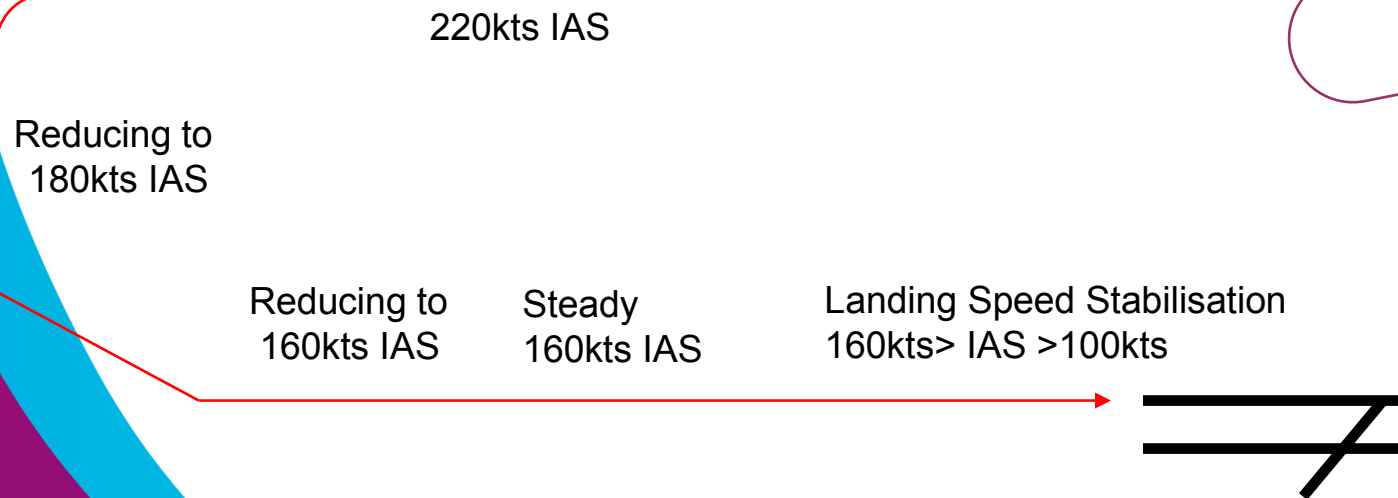 220kts IAS
Reducing to
180kts IAS
Reducing to
160kts IAS
Steady
160kts IAS
Landing Speed Stabilisation
160kts> IAS >100kts